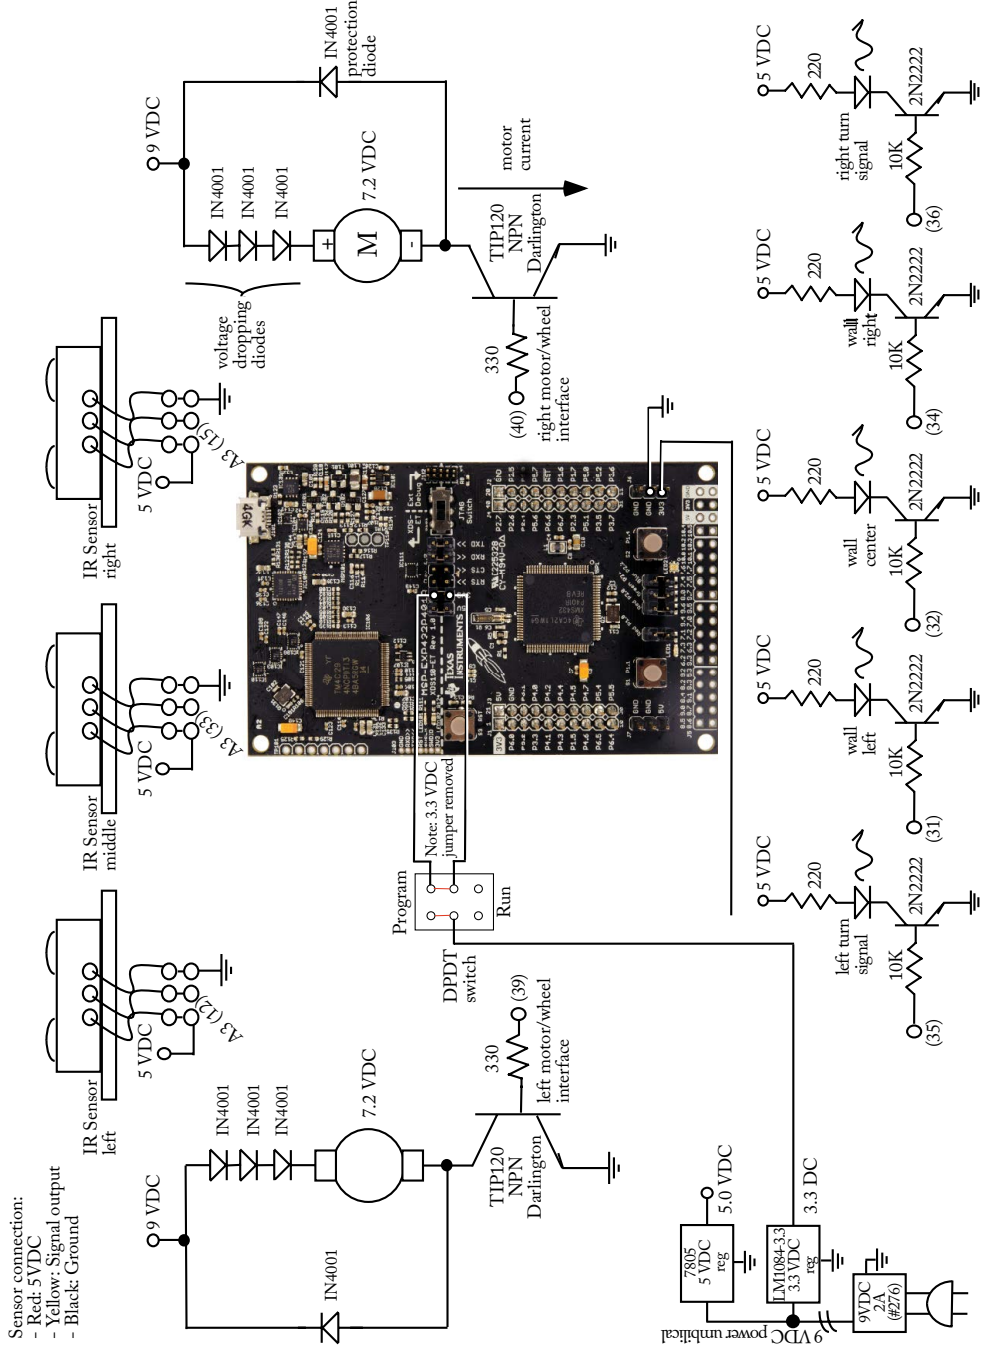 Sensor connection:
- Red: 5VDC
- Yellow: Signal output
- Black: Ground
IR Sensor
left
5 VDC
A3 (12)
IR Sensor
middle
5 VDC
A3 (33)
IR Sensor
right
5 VDC
A3 (15)
9 VDC
IN4001
IN4001
IN4001
IN4001
7.2 VDC
TIP120
NPN
Darlington
330
(39)
left motor/wheel
interface
9 VDC
IN4001
IN4001
IN4001
voltage
dropping
diodes
IN4001
protection
diode
+
M
-
7.2 VDC
TIP120
NPN
Darlington
motor
current
330
(40)
right motor/wheel
interface
Program
Run
DPDT
switch
Note: 3.3 VDC
jumper removed
TEXAS
INSTRUMENTS
7805
5 VDC
reg
5.0 VDC
LM1084-3.3
3.3 VDC
reg
3.3 DC
9VDC
2A
(#276)
9 VDC power umbilical
5 VDC
220
left turn
signal
10K
2N2222
(35)
5 VDC
220
wall
left
10K
2N2222
(31)
5 VDC
220
wall
center
10K
2N2222
(32)
5 VDC
220
wall
right
10K
2N2222
(34)
5 VDC
220
right turn
signal
10K
2N2222
(36)